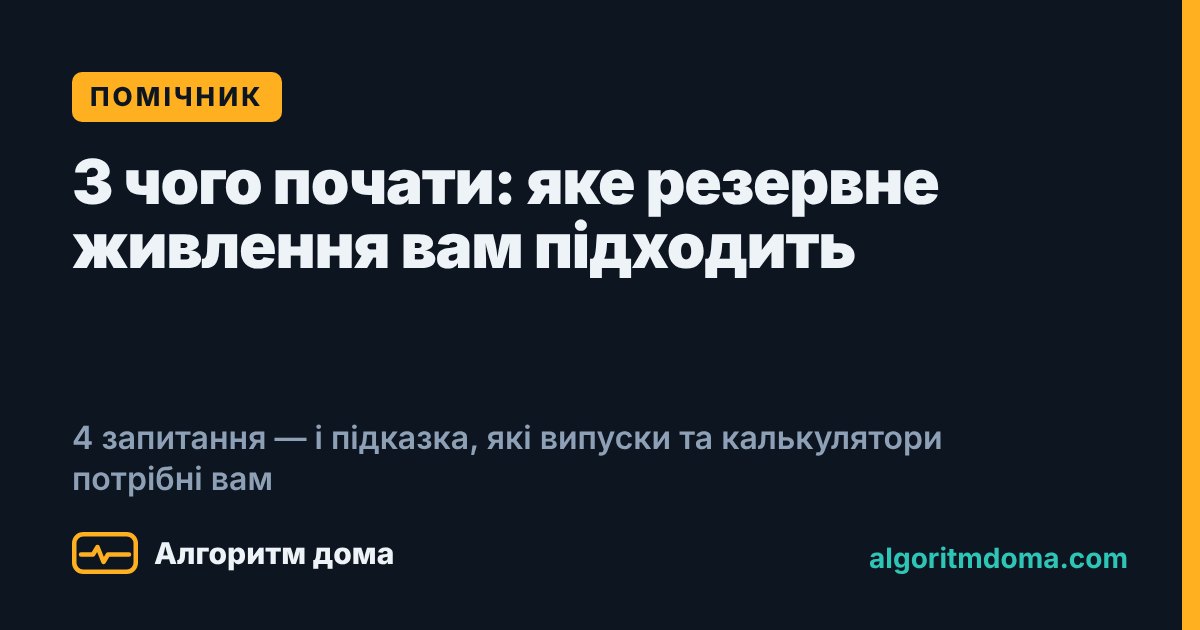 ПОМІЧНИК
З чого почати: яке резервне
живлення вам підходить
4 запитання — і підказка, які випуски та калькулятори
потрібні вам
Алгоритм дома
algoritmdoma.com